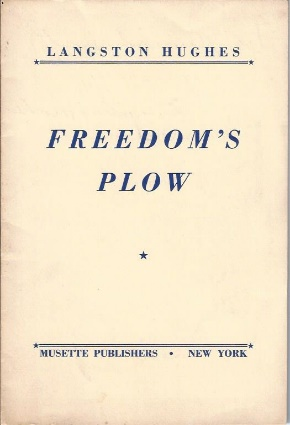 LANGSTON HUGHES
FREEDOM'S
PLOW
MUSETTE PUBLISHERS • NEW YORK